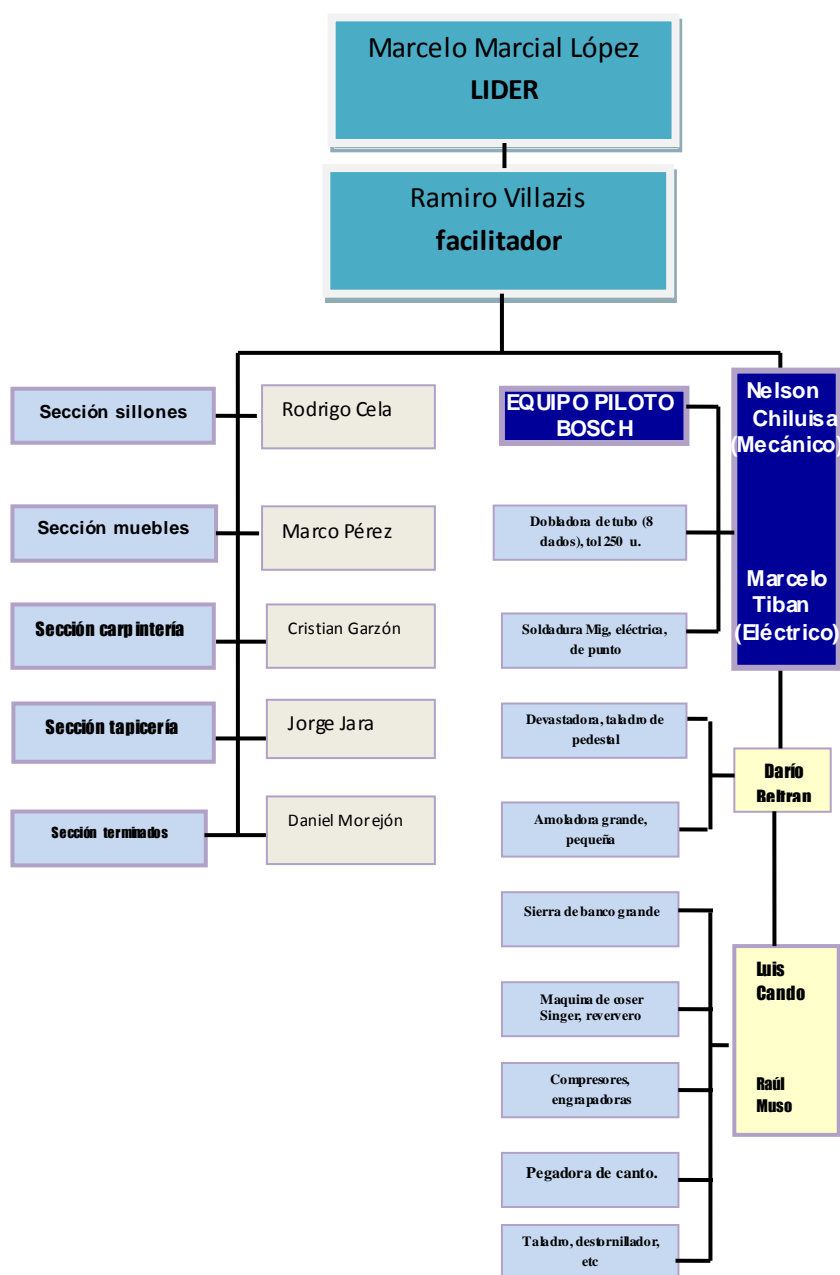 Marcelo Marcial López
LIDER
Ramiro Villazis
facilitador
Sección sillones
Rodrigo Cela
Sección muebles
Marco Pérez
Sección carpintería
Cristian Garzón
Sección tapicería
Jorge Jara
Sección terminados
Daniel Morejón
EQUIPO PILOTO
BOSCH
Nelson
Chiluisa
(Mecánico)
Marcelo
Tiban
(Eléctrico)
Dobladora de tubo (8
dados), tol 250 u.
Soldadura Mig, eléctrica,
de punto
Devastadora, taladro de
pedestal
Amoladora grande,
pequeña
Darío
Beltran
Sierra de banco grande
Maquina de coser
Singer, reververo
Compresores,
engrapadoras
Pegadora de canto.
Taladro, destornillador,
etc
Luis
Cando
Raúl
Muso